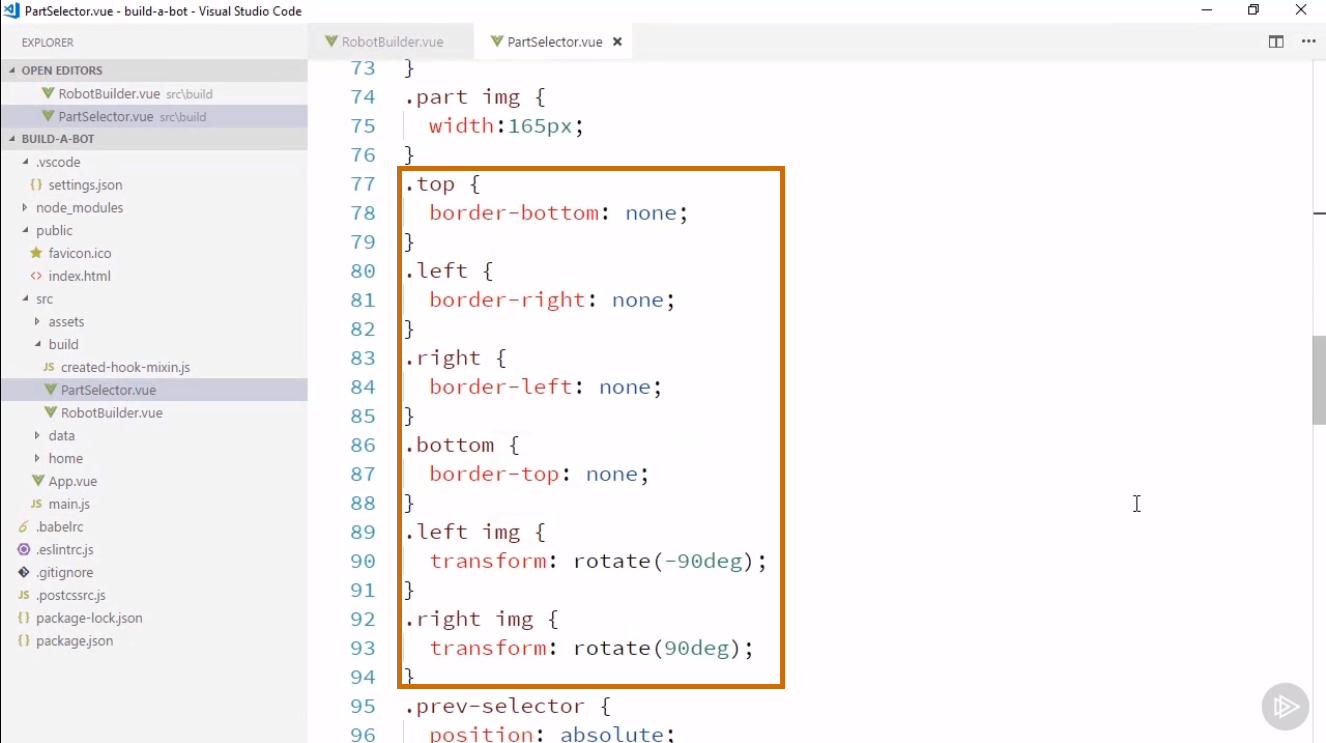 PartSelector.vue - build-a-bot - Visual Studio Code
EXPLORER
RobotBuilder.vue
PartSelector.vue
OPEN EDITORS
RobotBuilder.vue src\build
PartSelector.vue src\build
BUILD-A-BOT
.vscode
{} settings.json
node_modules
public
favicon.ico
<> index.html
src
assets
build
JS created-hook-mixin.js
PartSelector.vue
RobotBuilder.vue
data
home
App.vue
JS main.js
.babelrc
.eslintrc.js
.gitignore
JS .postcssrc.js
{} package-lock.json
{} package.json
73 }
74 .part img {
75 width:165px;
76 }
77 .top {
78 border-bottom: none;
79 }
80 .left {
81 border-right: none;
82 }
83 .right {
84 border-left: none;
85 }
86 .bottom {
87 border-top: none;
88 }
89 .left img {
90 transform: rotate(-90deg);
91 }
92 .right img {
93 transform: rotate(90deg);
94 }
95 .prev-selector {
96 position: absolute;